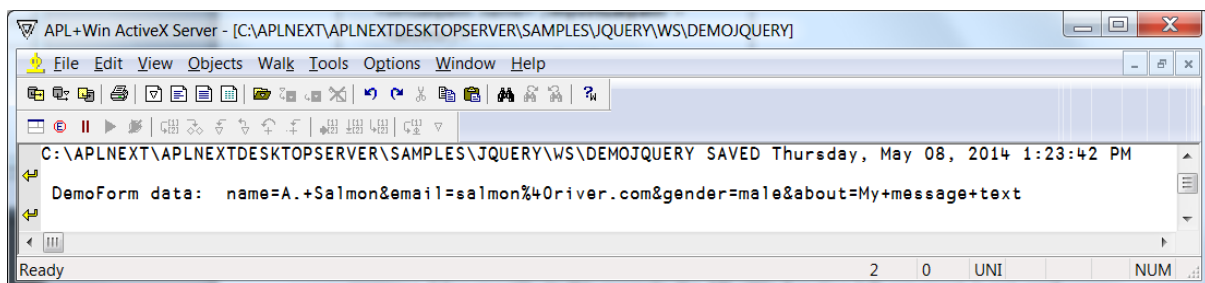 APL+Win ActiveX Server - [C:\APLNEXT\APLNEXTDESKTOPSERVER\SAMPLES\JQUERY\WS\DEMOJQUERY]
File Edit View Objects Walk Tools Options Window Help
C:\APLNEXT\APLNEXTDESKTOPSERVER\SAMPLES\JQUERY\WS\DEMOJQUERY SAVED Thursday, May 08, 2014 1:23:42 PM
DemoForm data: name=A.+Salmon&email=salmon%40river.com&gender=male&about=My+message+text
Ready 2 0 UNI NUM